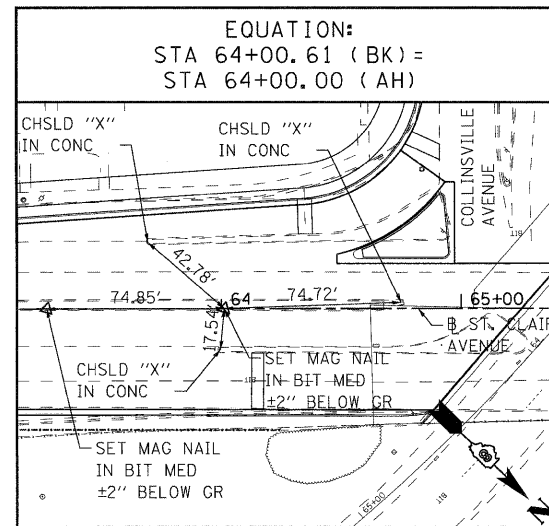 EQUATION:
STA 64+00.61 (BK)=
STA 64+00.00 (AH)
CHSLD "X"
IN CONC
CHSLD "X"
IN CONC
COLLINSVILLE
AVENUE
42.78'
74.85'
64
74.72'
65+00
17.54'
℄ ST. CLAIR
AVENUE
CHSLD "X"
IN CONC
SET MAG NAIL
IN BIT MED
±2" BELOW GR
SET MAG NAIL
IN BIT MED
±2" BELOW GR
65+00
N